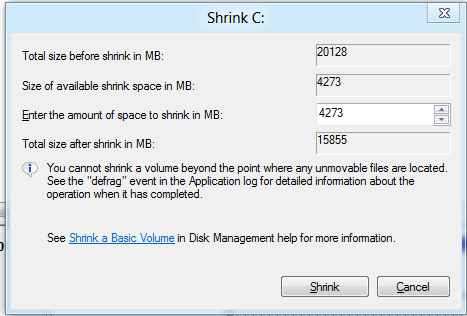 Shrink C:
Total size before shrink in MB: 20128
Size of available shrink space in MB: 4273
Enter the amount of space to shrink in MB: 4273
Total size after shrink in MB: 15855
You cannot shrink a volume beyond the point where any unmovable files are located.
See the "defrag" event in the Application log for detailed information about the
operation when it has completed.
See Shrink a Basic Volume in Disk Management help for more information.
Shrink Cancel